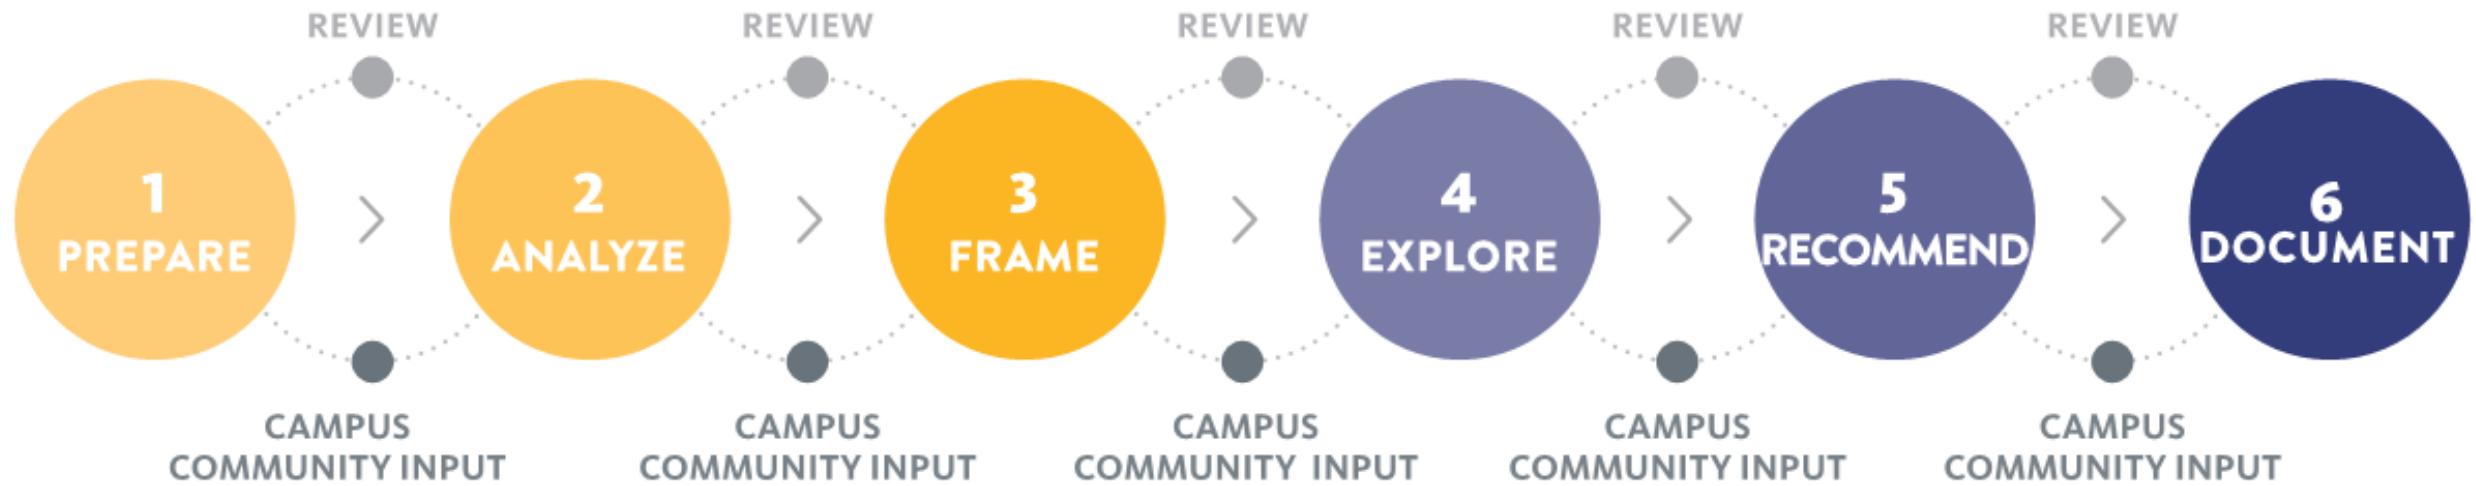 REVIEW
REVIEW
REVIEW
REVIEW
REVIEW
1
PREPARE
2
ANALYZE
3
FRAME
4
EXPLORE
5
RECOMMEND
6
DOCUMENT
CAMPUS
COMMUNITY INPUT
CAMPUS
COMMUNITY INPUT
CAMPUS
COMMUNITY INPUT
CAMPUS
COMMUNITY INPUT
CAMPUS
COMMUNITY INPUT